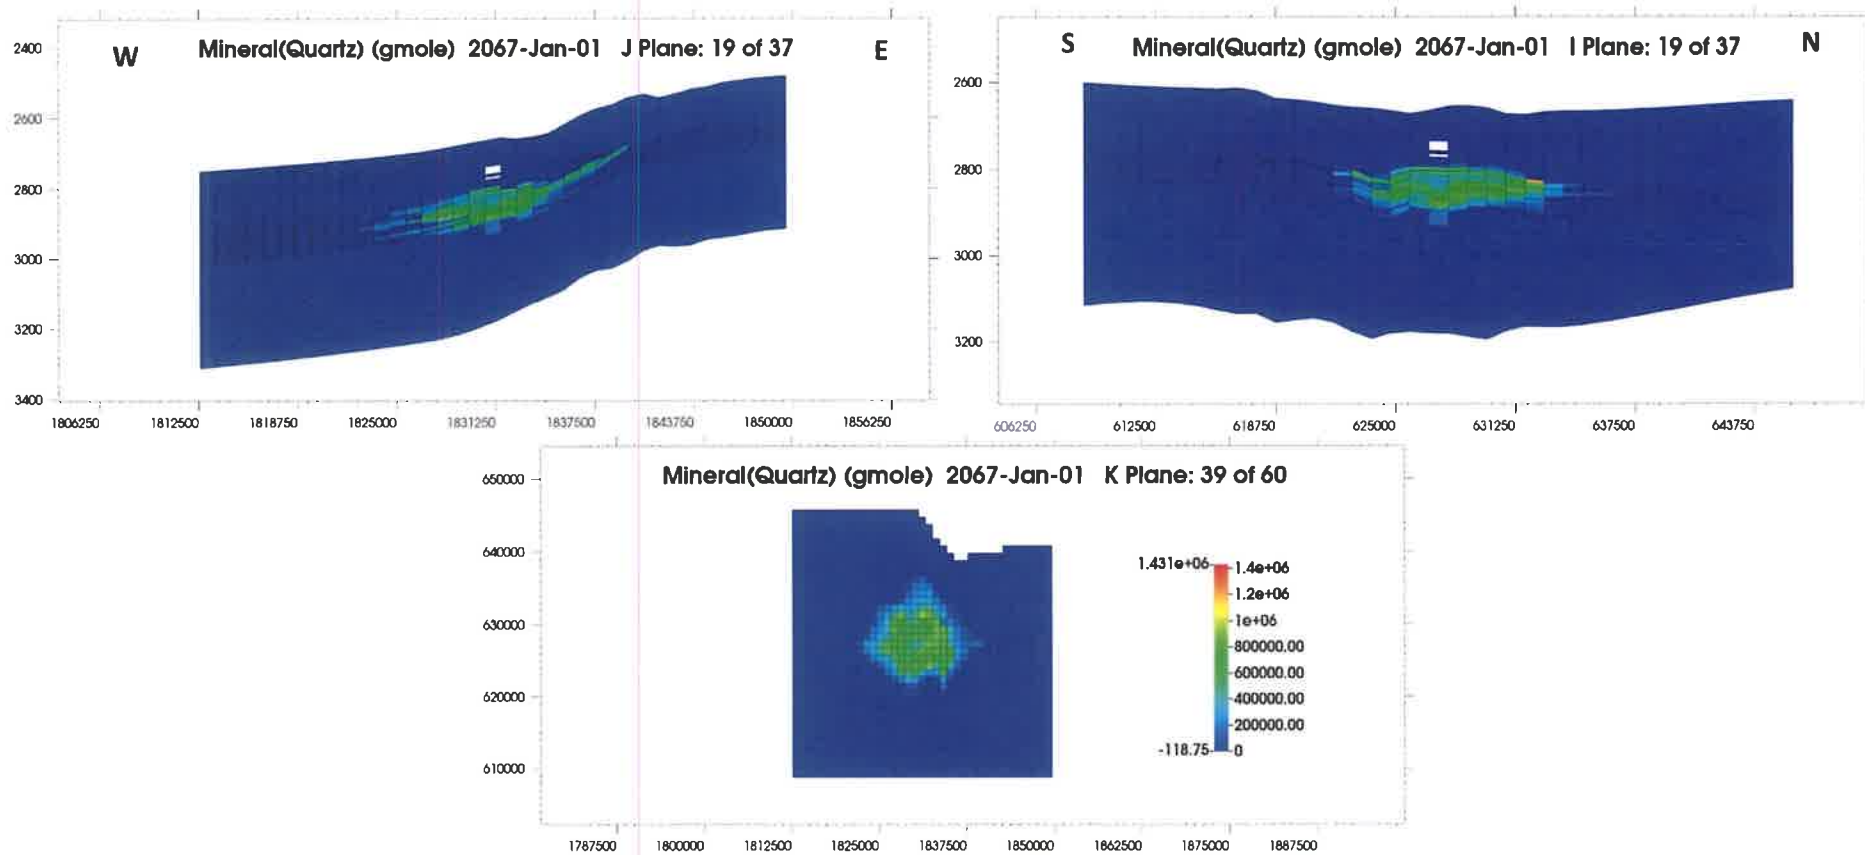 W Mineral(Quartz) (gmole) 2067-Jan-01 J Plane: 19 of 37 E
2400
2600
2800
3000
3200
3400
1806250 1812500 1818750 1825000 1831250 1837500 1843750 1850000 1856250
S Mineral(Quartz) (gmole) 2067-Jan-01 I Plane: 19 of 37 N
2600
2800
3000
3200
606250 612500 618750 625000 631250 637500 643750
Mineral(Quartz) (gmole) 2067-Jan-01 K Plane: 39 of 60
650000
640000
630000
620000
610000
1787500 1800000 1812500 1825000 1837500 1850000 1862500 1875000 1887500
1.431e+06 1.4e+06
1.2e+06
1e+06
800000.00
600000.00
400000.00
200000.00
-118.75 0